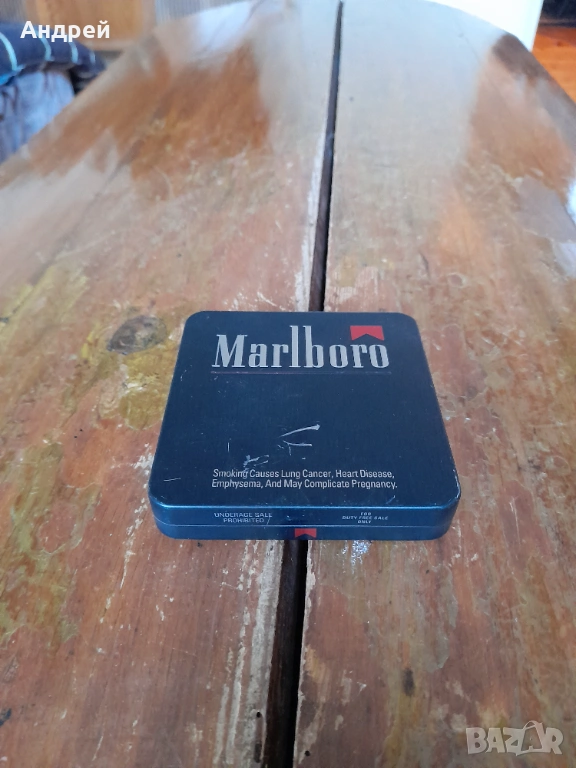 Андрей
Marlboro
Smoking Causes Lung Cancer, Heart Disease,
Emphysema, And May Complicate Pregnancy.
UNDERAGE SALE
PROHIBITED
FOR
DUTY FREE SALE
ONLY
BAZAR